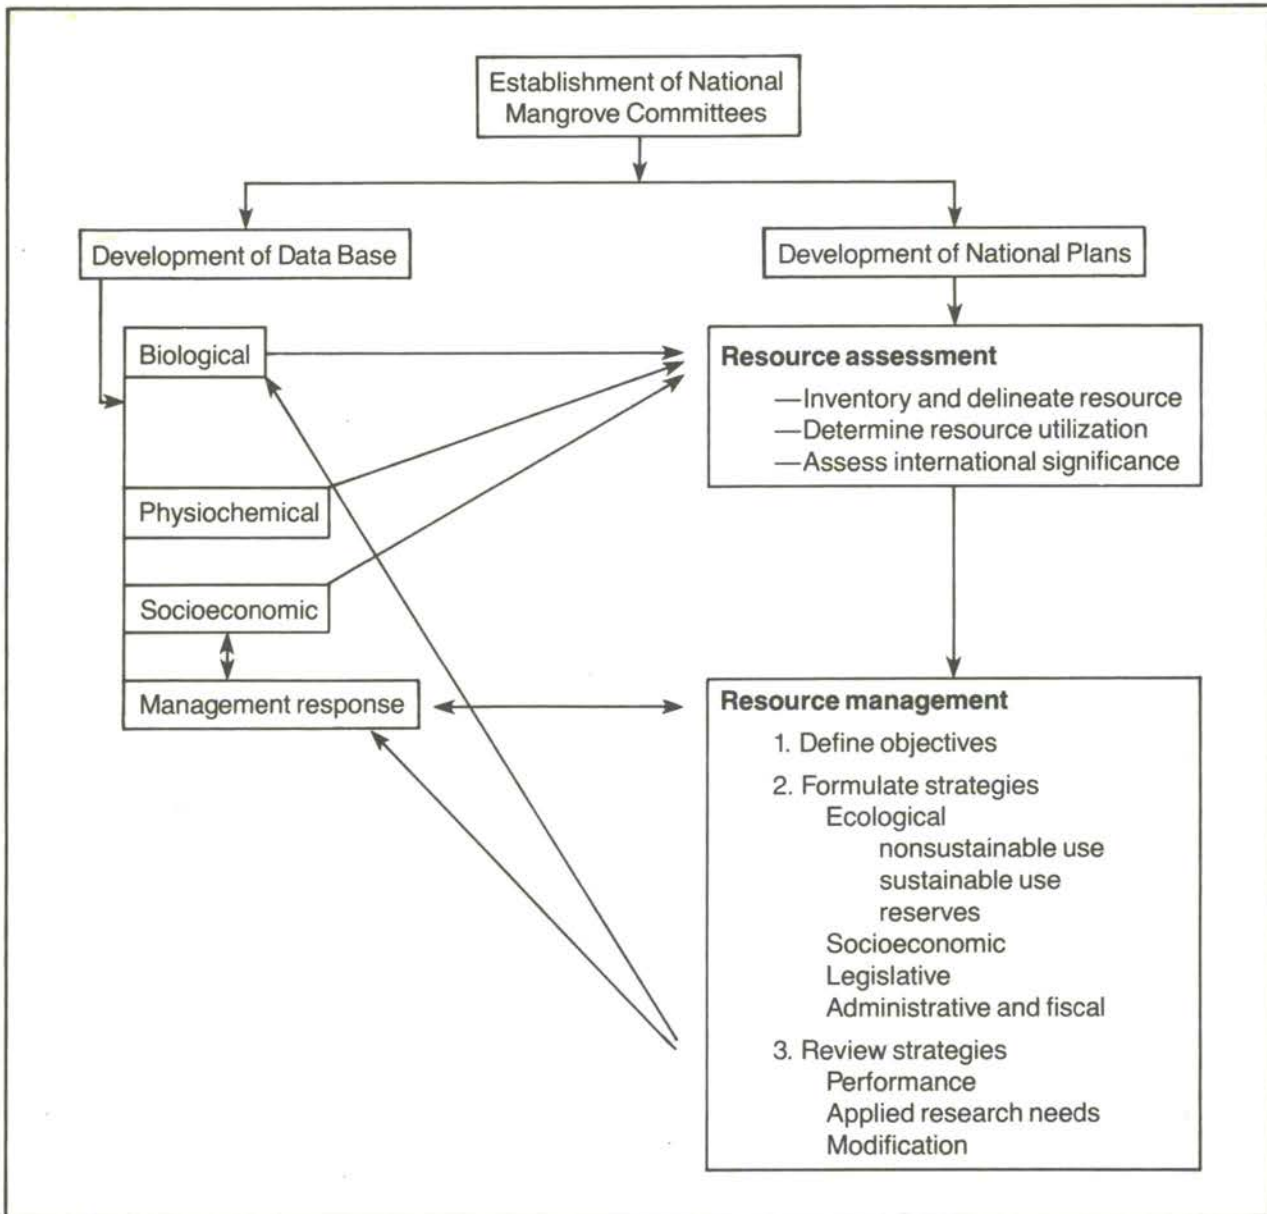 Establishment of National
Mangrove Committees
Development of Data Base
Development of National Plans
Biological
Physiochemical
Socioeconomic
Management response
Resource assessment
—Inventory and delineate resource
—Determine resource utilization
—Assess international significance
Resource management
1. Define objectives
2. Formulate strategies
Ecological
nonsustainable use
sustainable use
reserves
Socioeconomic
Legislative
Administrative and fiscal
3. Review strategies
Performance
Applied research needs
Modification